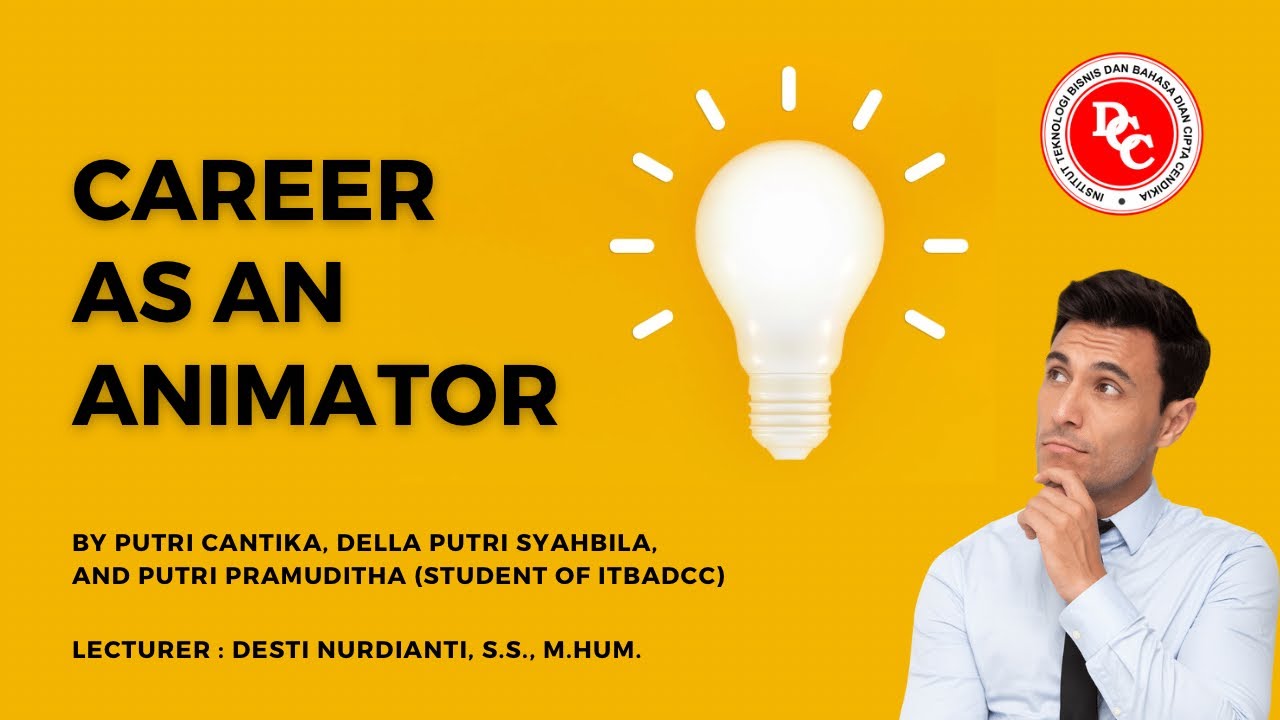 CAREER
AS AN
ANIMATOR
BY PUTRI CANTIKA, DELLA PUTRI SYAHBILA,
AND PUTRI PRAMUDITHA (STUDENT OF ITBADCC)
LECTURER : DESTI NURDIANTI, S.S., M.HUM.
INSTITUT TEKNOLOGI BISNIS DAN BAHASA DIAN CIPTA CENDIKIA
DCC